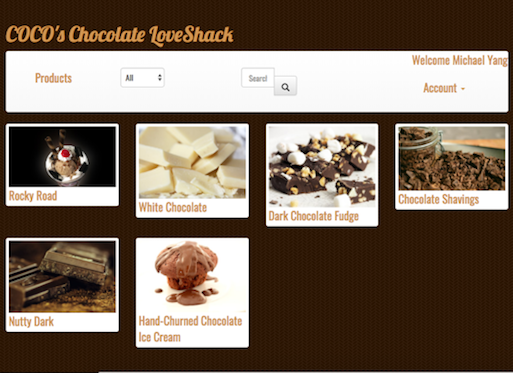 COCO's Chocolate LoveShack
Welcome Michael Yang
Products
All
Search
Account
Rocky Road
White Chocolate
Dark Chocolate Fudge
Chocolate Shavings
Nutty Dark
Hand-Churned Chocolate
Ice Cream